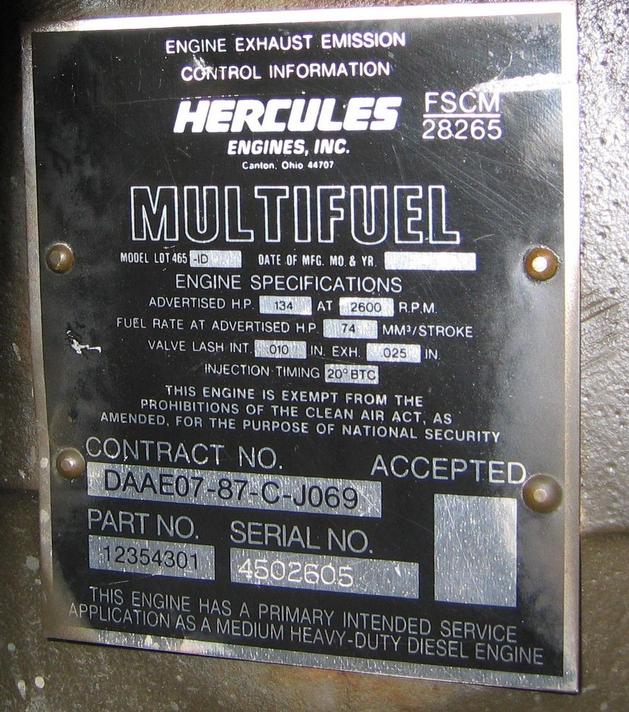 ENGINE EXHAUST EMISSION
CONTROL INFORMATION
HERCULES
ENGINES, INC.
Canton, Ohio 44707
FSCM
28265
MULTIFUEL
MODEL LDT465 -ID DATE OF MFG. MO. & YR.
ENGINE SPECIFICATIONS
ADVERTISED H.P. 134 AT 2600 R.P.M.
FUEL RATE AT ADVERTISED H.P. 74 MM³/STROKE
VALVE LASH INT. .010 IN. EXH. .025 IN.
INJECTION TIMING 20° BTC
THIS ENGINE IS EXEMPT FROM THE
PROHIBITIONS OF THE CLEAN AIR ACT, AS
AMENDED, FOR THE PURPOSE OF NATIONAL SECURITY
CONTRACT NO. ACCEPTED
DAAE07-87-C-J069
PART NO. SERIAL NO.
12354301 4502605
THIS ENGINE HAS A PRIMARY INTENDED SERVICE
APPLICATION AS A MEDIUM HEAVY-DUTY DIESEL ENGINE